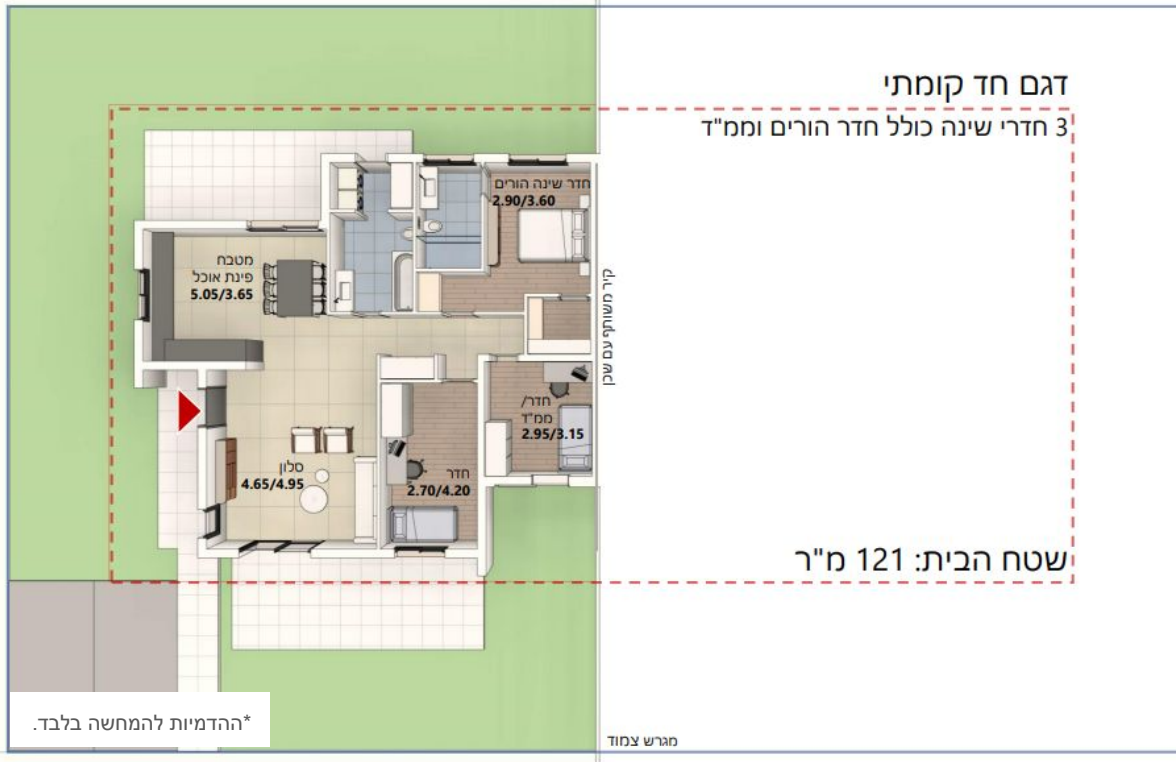 דגם חד קומתי
3 חדרי שינה כולל חדר הורים וממ"ד
חדר שינה הורים
2.90/3.60
מטבח
פינת אוכל
5.05/3.65
קיר משותף עם שכן
חדר/
ממ"ד
2.95/3.15
סלון
4.65/4.95
חדר
2.70/4.20
שטח הבית: 121 מ"ר
*ההדמיות להמחשה בלבד.
מגרש צמוד